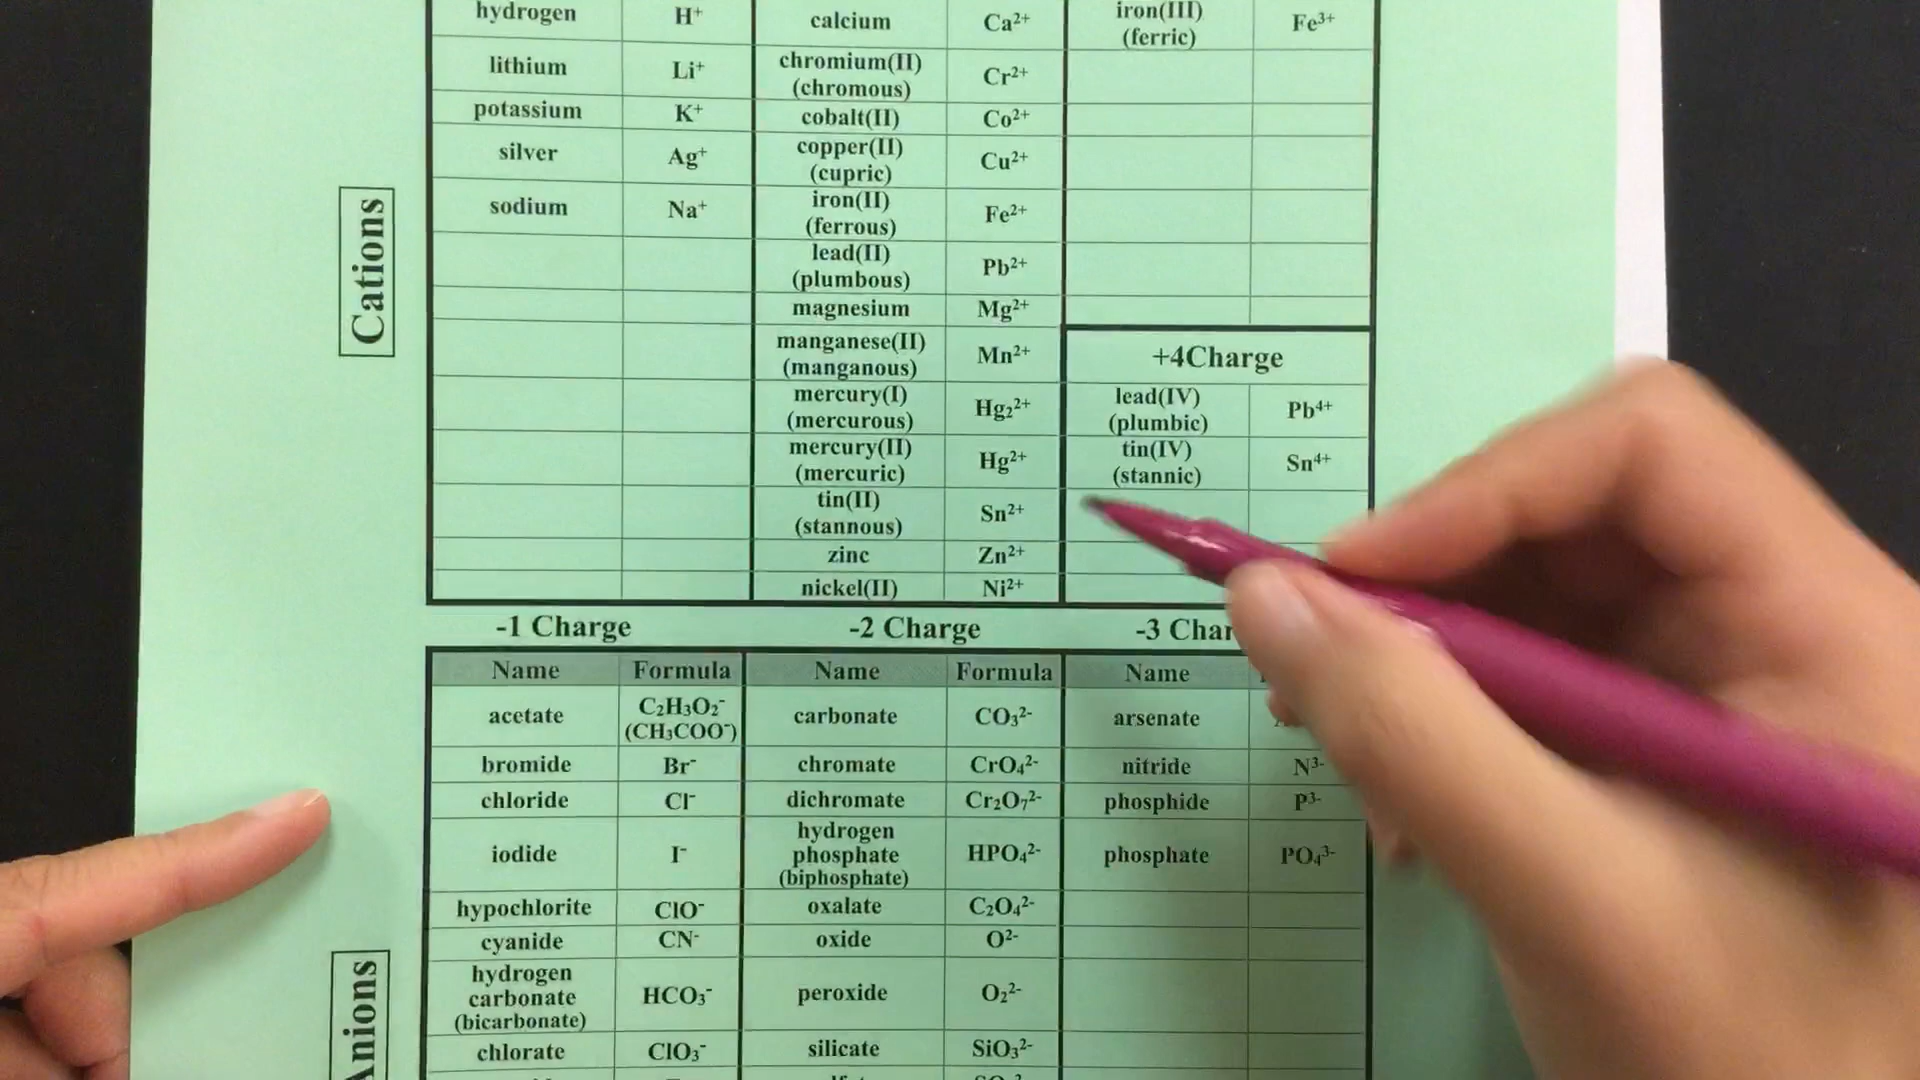 hydrogen H⁺ calcium Ca²⁺ iron(III) Fe³⁺
(ferric)
lithium Li⁺ chromium(II) Cr²⁺
(chromous)
potassium K⁺ cobalt(II) Co²⁺
silver Ag⁺ copper(II) Cu²⁺
(cupric)
sodium Na⁺ iron(II) Fe²⁺
(ferrous)
lead(II) Pb²⁺
(plumbous)
magnesium Mg²⁺
manganese(II) Mn²⁺ +4Charge
(manganous)
mercury(I) Hg₂²⁺ lead(IV) Pb⁴⁺
(mercurous) (plumbic)
mercury(II) Hg²⁺ tin(IV) Sn⁴⁺
(mercuric) (stannic)
tin(II) Sn²⁺
(stannous)
zinc Zn²⁺
nickel(II) Ni²⁺
Cations
-1 Charge -2 Charge -3
Name Formula Name Formula Name
acetate C₂H₃O₂⁻ carbonate CO₃²⁻ arsenate
(CH₃COO⁻)
bromide Br⁻ chromate CrO₄²⁻ nitride N³⁻
chloride Cl⁻ dichromate Cr₂O₇²⁻ phosphide P³⁻
iodide I⁻ hydrogen phosphate HPO₄²⁻ phosphate PO₄³⁻
(biphosphate)
hypochlorite ClO⁻ oxalate C₂O₄²⁻
cyanide CN⁻ oxide O²⁻
hydrogen carbonate HCO₃⁻ peroxide O₂²⁻
(bicarbonate)
chlorate ClO₃⁻ silicate SiO₃²⁻
Anions